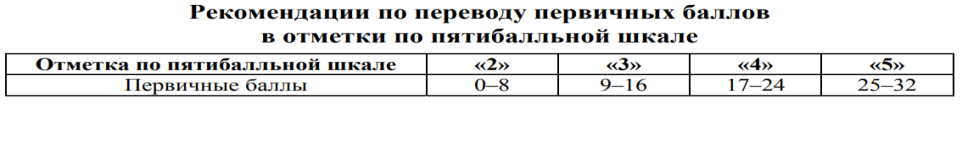 Рекомендации по переводу первичных баллов
в отметки по пятибалльной шкале
Отметка по пятибалльной шкале «2» «3» «4» «5»
Первичные баллы 0–8 9–16 17–24 25–32